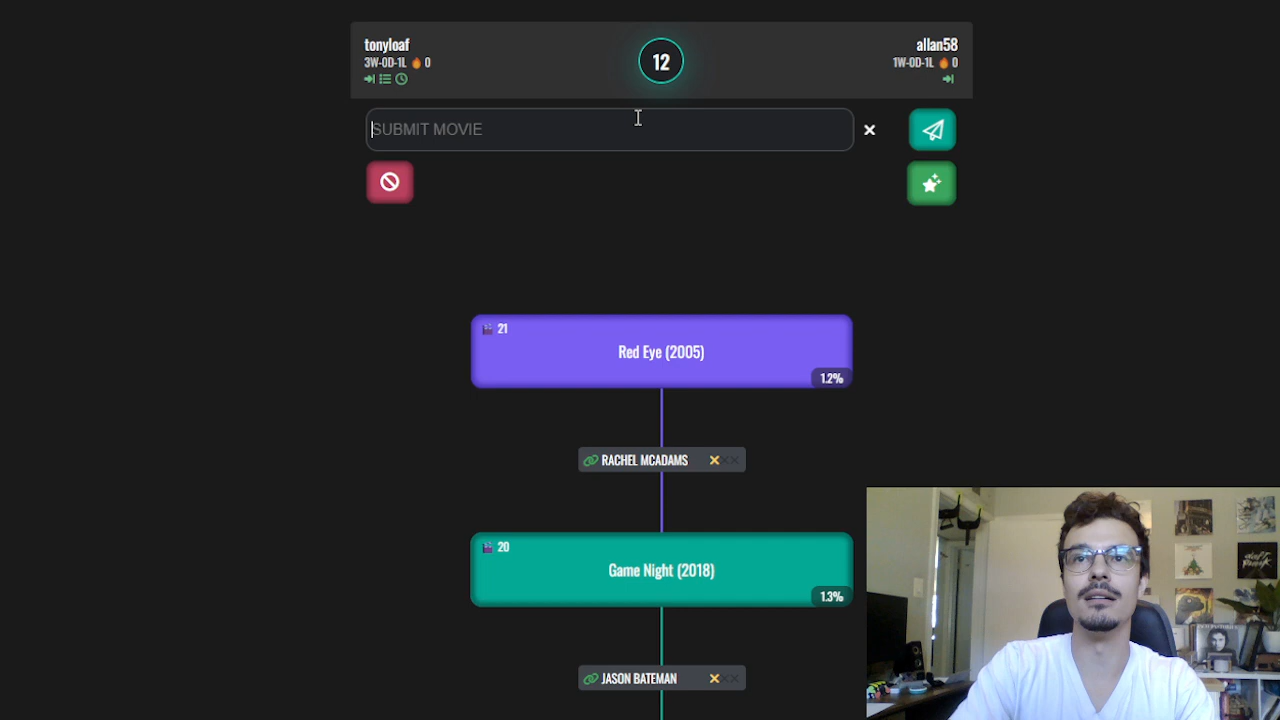 tonyloaf
3W-0D-1L 🔥 0
12
allan58
1W-0D-1L 🔥 0
SUBMIT MOVIE
21
Red Eye (2005)
1.2%
RACHEL MCADAMS
20
Game Night (2018)
1.3%
JASON BATEMAN